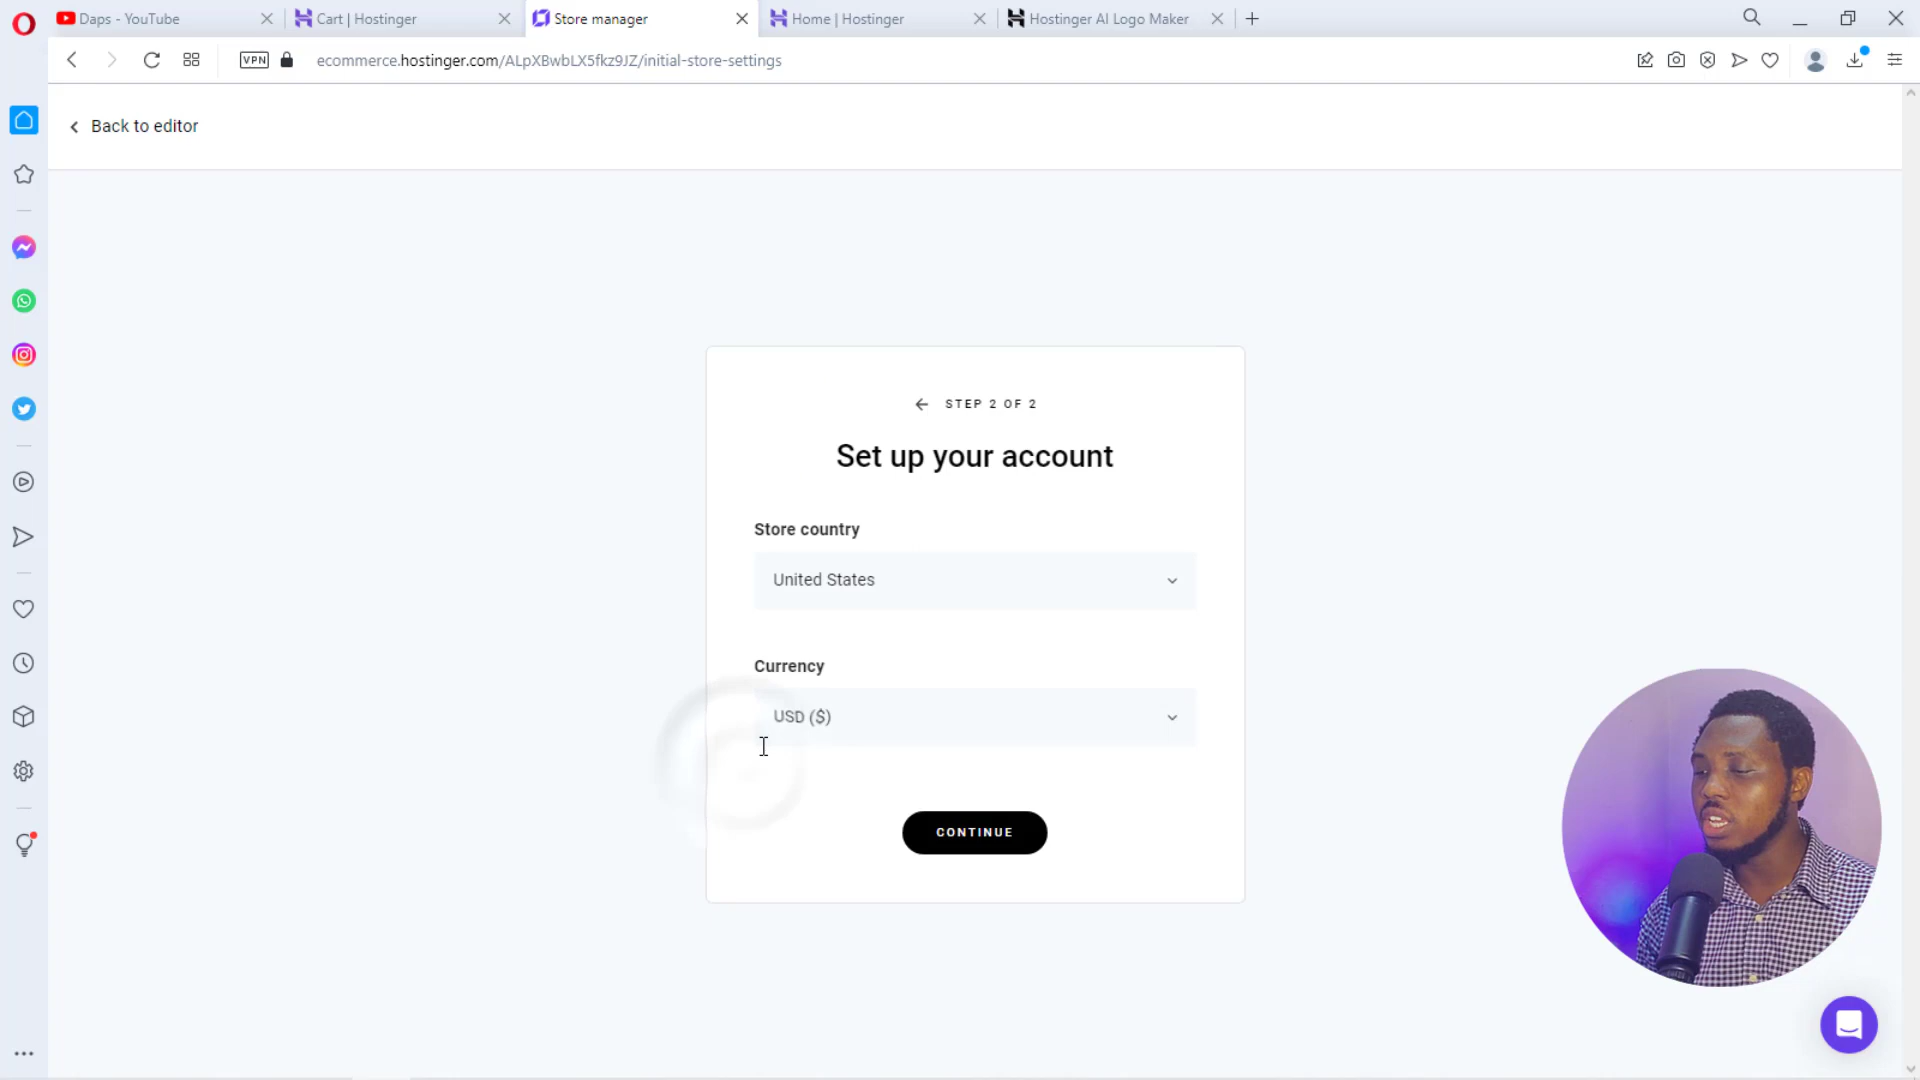 Daps - YouTube
Cart | Hostinger
Store manager
Home | Hostinger
Hostinger AI Logo Maker
VPN
ecommerce.hostinger.com/ALpXBwbLX5fkz9JZ/initial-store-settings
Back to editor
STEP 2 OF 2
Set up your account
Store country
United States
Currency
USD ($)
CONTINUE